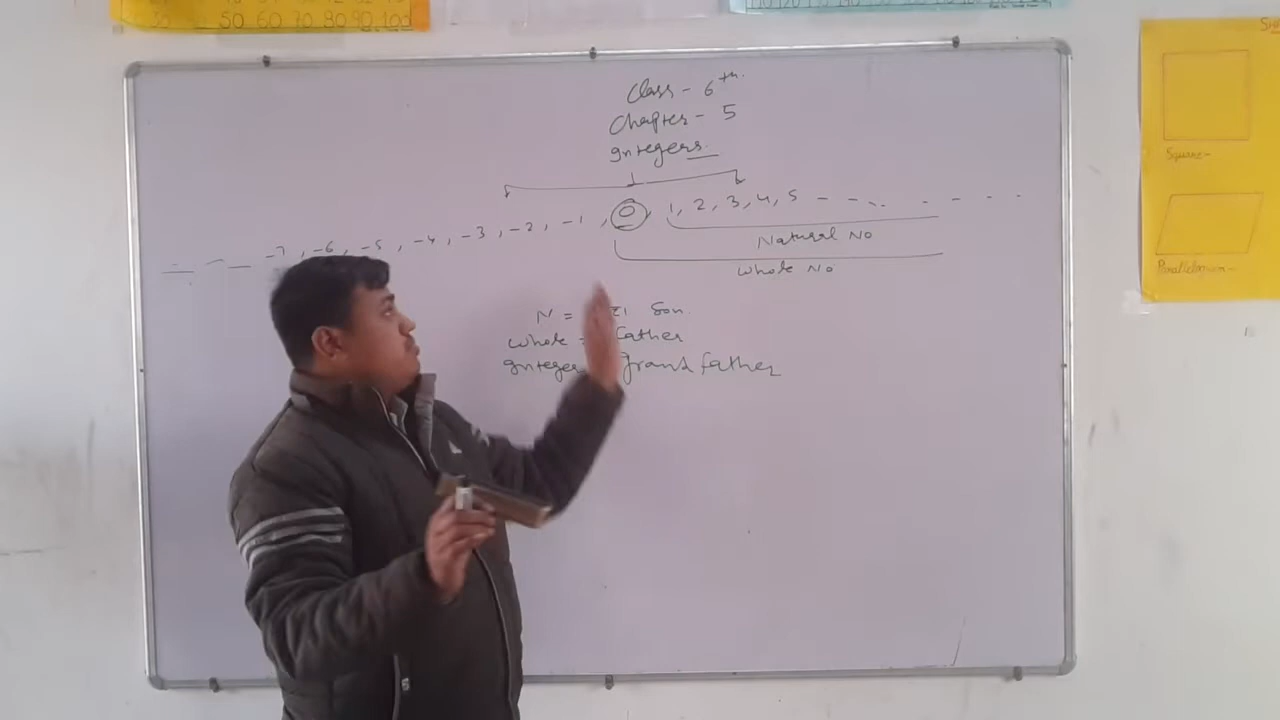 50 60 70 80 90 100
Class - 6th.
Chapter - 5
Integers.
-7, -6, -5, -4, -3, -2, -1, 0, 1, 2, 3, 4, 5 - - - - - - -
Natural No
Whole No
N = Son.
Whole = father
Integer grand father
Square-